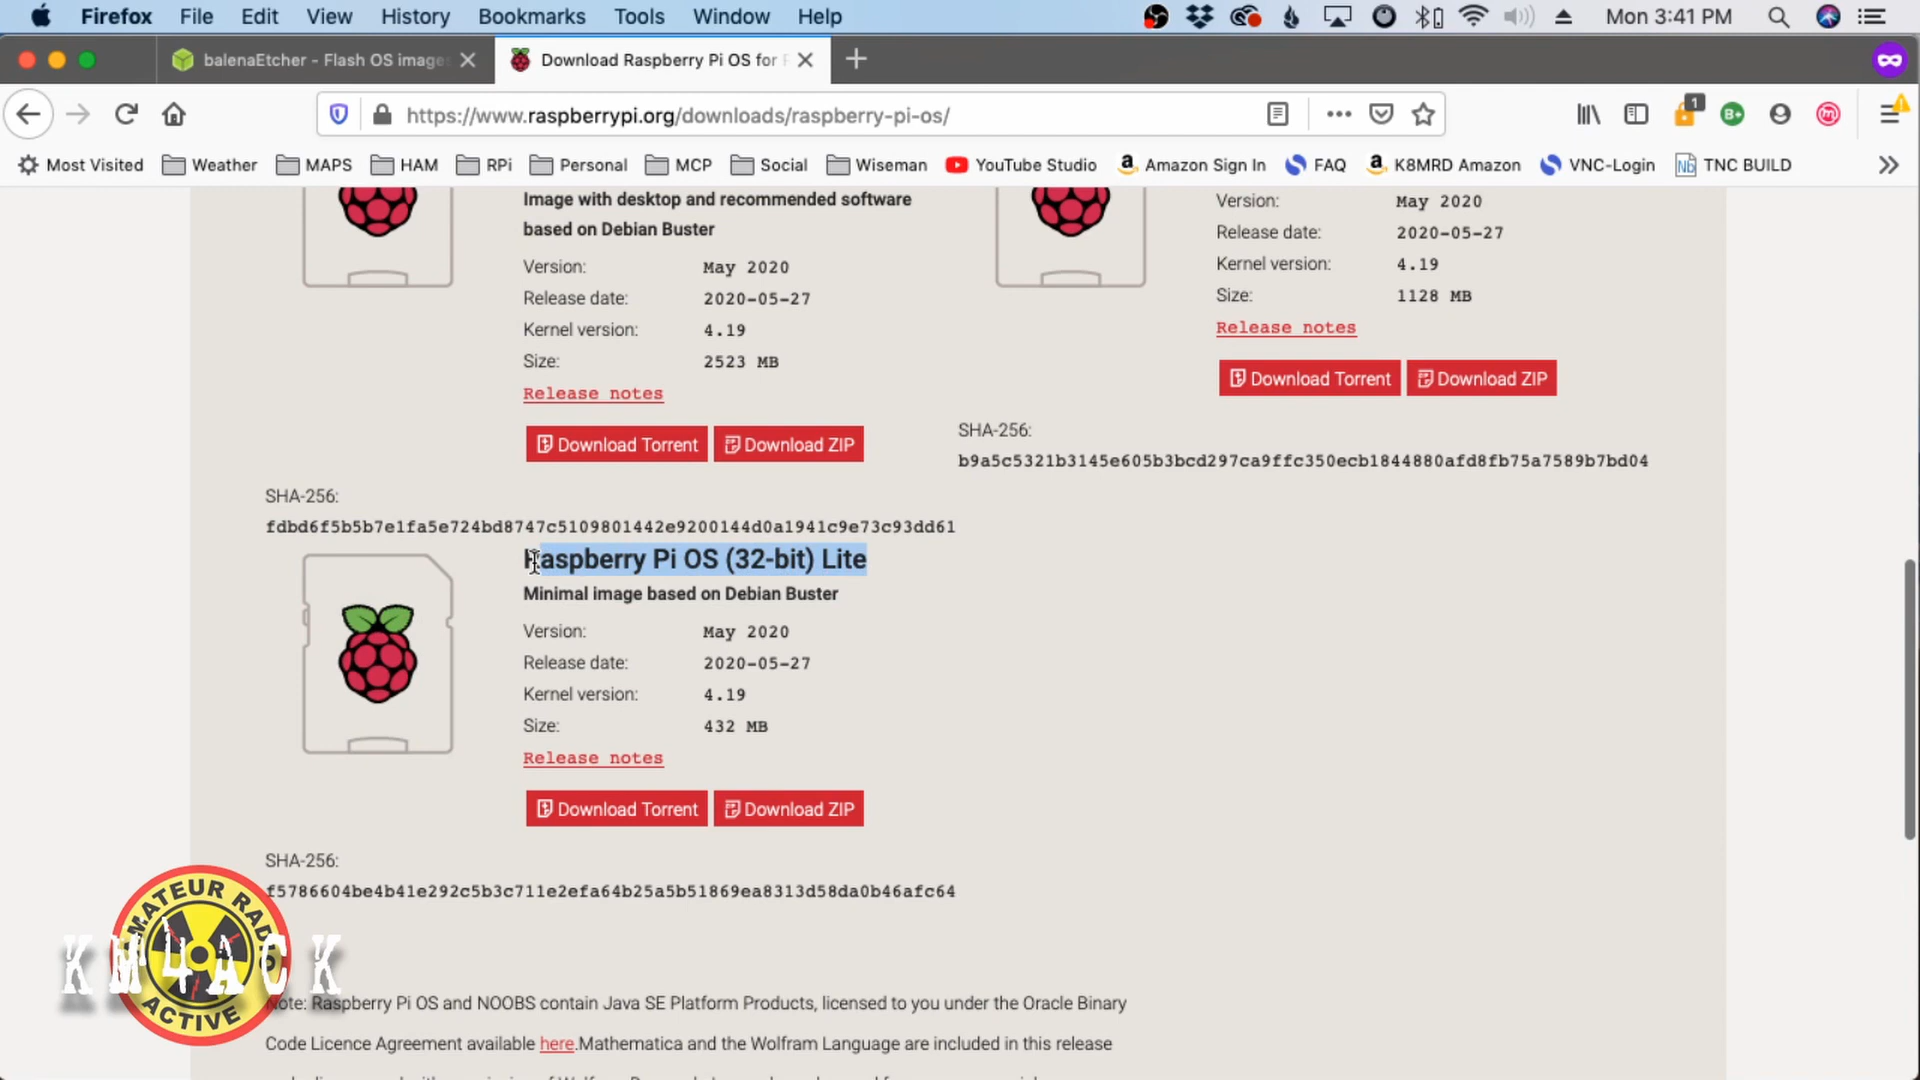 Firefox File Edit View History Bookmarks Tools Window Help Mon 3:41 PM
balenaEtcher - Flash OS images Download Raspberry Pi OS for
https://www.raspberrypi.org/downloads/raspberry-pi-os/ 1 B+ m
Most Visited Weather MAPS HAM RPi Personal MCP Social Wiseman YouTube Studio Amazon Sign In FAQ K8MRD Amazon VNC-Login Nb TNC BUILD
Image with desktop and recommended software
based on Debian Buster
Version: May 2020
Release date: 2020-05-27
Kernel version: 4.19
Size: 2523 MB
Release notes
Download Torrent Download ZIP
SHA-256:
fdbd6f5b5b7e1fa5e724bd8747c5109801442e9200144d0a1941c9e73c93dd61
Version: May 2020
Release date: 2020-05-27
Kernel version: 4.19
Size: 1128 MB
Release notes
Download Torrent Download ZIP
SHA-256:
b9a5c5321b3145e605b3bcd297ca9ffc350ecb1844880afd8fb75a7589b7bd04
Raspberry Pi OS (32-bit) Lite
Minimal image based on Debian Buster
Version: May 2020
Release date: 2020-05-27
Kernel version: 4.19
Size: 432 MB
Release notes
Download Torrent Download ZIP
SHA-256:
f5786604be4b41e292c5b3c711e2efa64b25a5b51869ea8313d58da0b46afc64
AMATEUR RADIO
KM4ACK
ACTIVE
Note: Raspberry Pi OS and NOOBS contain Java SE Platform Products, licensed to you under the Oracle Binary
Code Licence Agreement available here.Mathematica and the Wolfram Language are included in this release